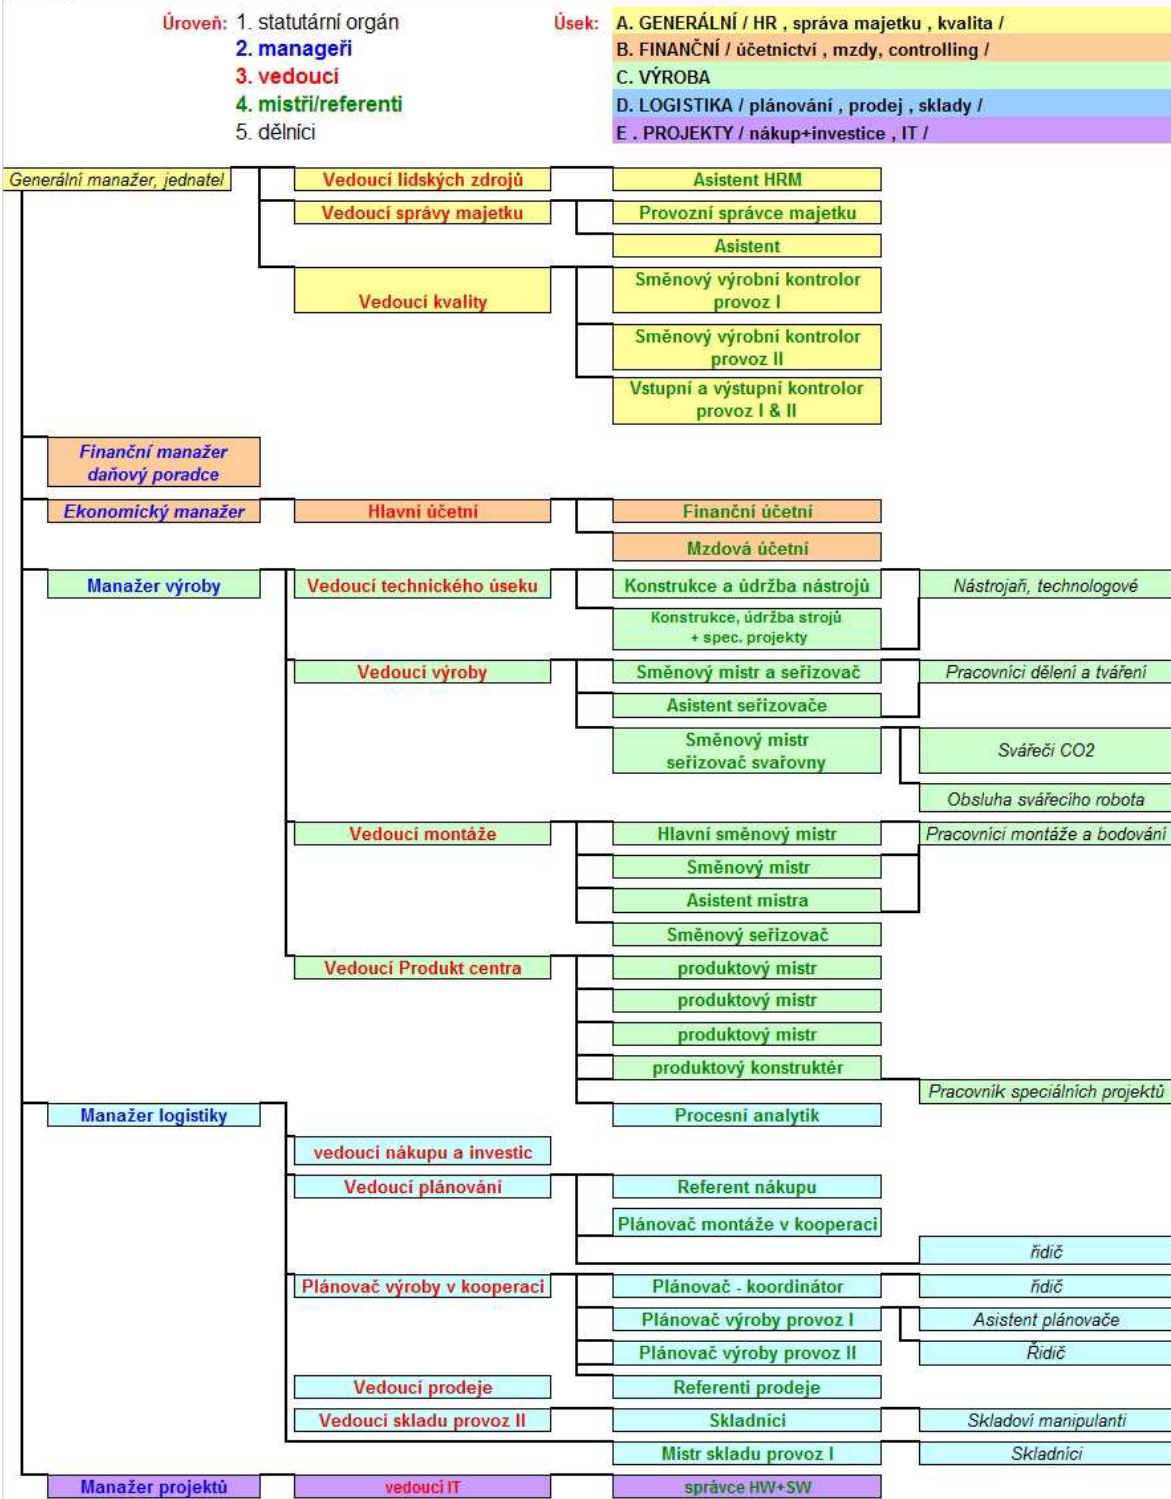 Úroveň: 1. statutární orgán
2. manageři
3. vedoucí
4. mistři/referenti
5. dělníci
Úsek: A. GENERÁLNÍ / HR , správa majetku , kvalita /
B. FINANČNÍ / účetnictví , mzdy, controlling /
C. VÝROBA
D. LOGISTIKA / plánování , prodej , sklady /
E . PROJEKTY / nákup+investice , IT /
Generální manažer, jednatel
Vedoucí lidských zdrojů
Asistent HRM
Vedoucí správy majetku
Provozní správce majetku
Asistent
Vedoucí kvality
Směnový výrobní kontrolor
provoz I
Směnový výrobní kontrolor
provoz II
Vstupní a výstupní kontrolor
provoz I & II
Finanční manažer
daňový poradce
Ekonomický manažer
Hlavní účetní
Finanční účetní
Mzdová účetní
Manažer výroby
Vedoucí technického úseku
Konstrukce a údržba nástrojů
Nástrojaři, technologové
Konstrukce, údržba strojů
+ spec. projekty
Vedoucí výroby
Směnový mistr a seřizovač
Pracovníci dělení a tváření
Asistent seřizovače
Směnový mistr
seřizovač svařovny
Svářeči CO2
Obsluha svářecího robota
Vedoucí montáže
Hlavní směnový mistr
Pracovníci montáže a bodování
Směnový mistr
Asistent mistra
Směnový seřizovač
Vedoucí Produkt centra
produktový mistr
produktový mistr
produktový mistr
produktový konstruktér
Pracovník speciálních projektů
Manažer logistiky
Procesní analytik
vedoucí nákupu a investic
Vedoucí plánování
Referent nákupu
Plánovač montáže v kooperaci
řidič
Plánovač výroby v kooperaci
Plánovač - koordinátor
řidič
Plánovač výroby provoz I
Asistent plánovače
Plánovač výroby provoz II
Řidič
Vedoucí prodeje
Referenti prodeje
Vedoucí skladu provoz II
Skladníci
Skladoví manipulanti
Mistr skladu provoz I
Skladníci
Manažer projektů
vedoucí IT
správce HW+SW